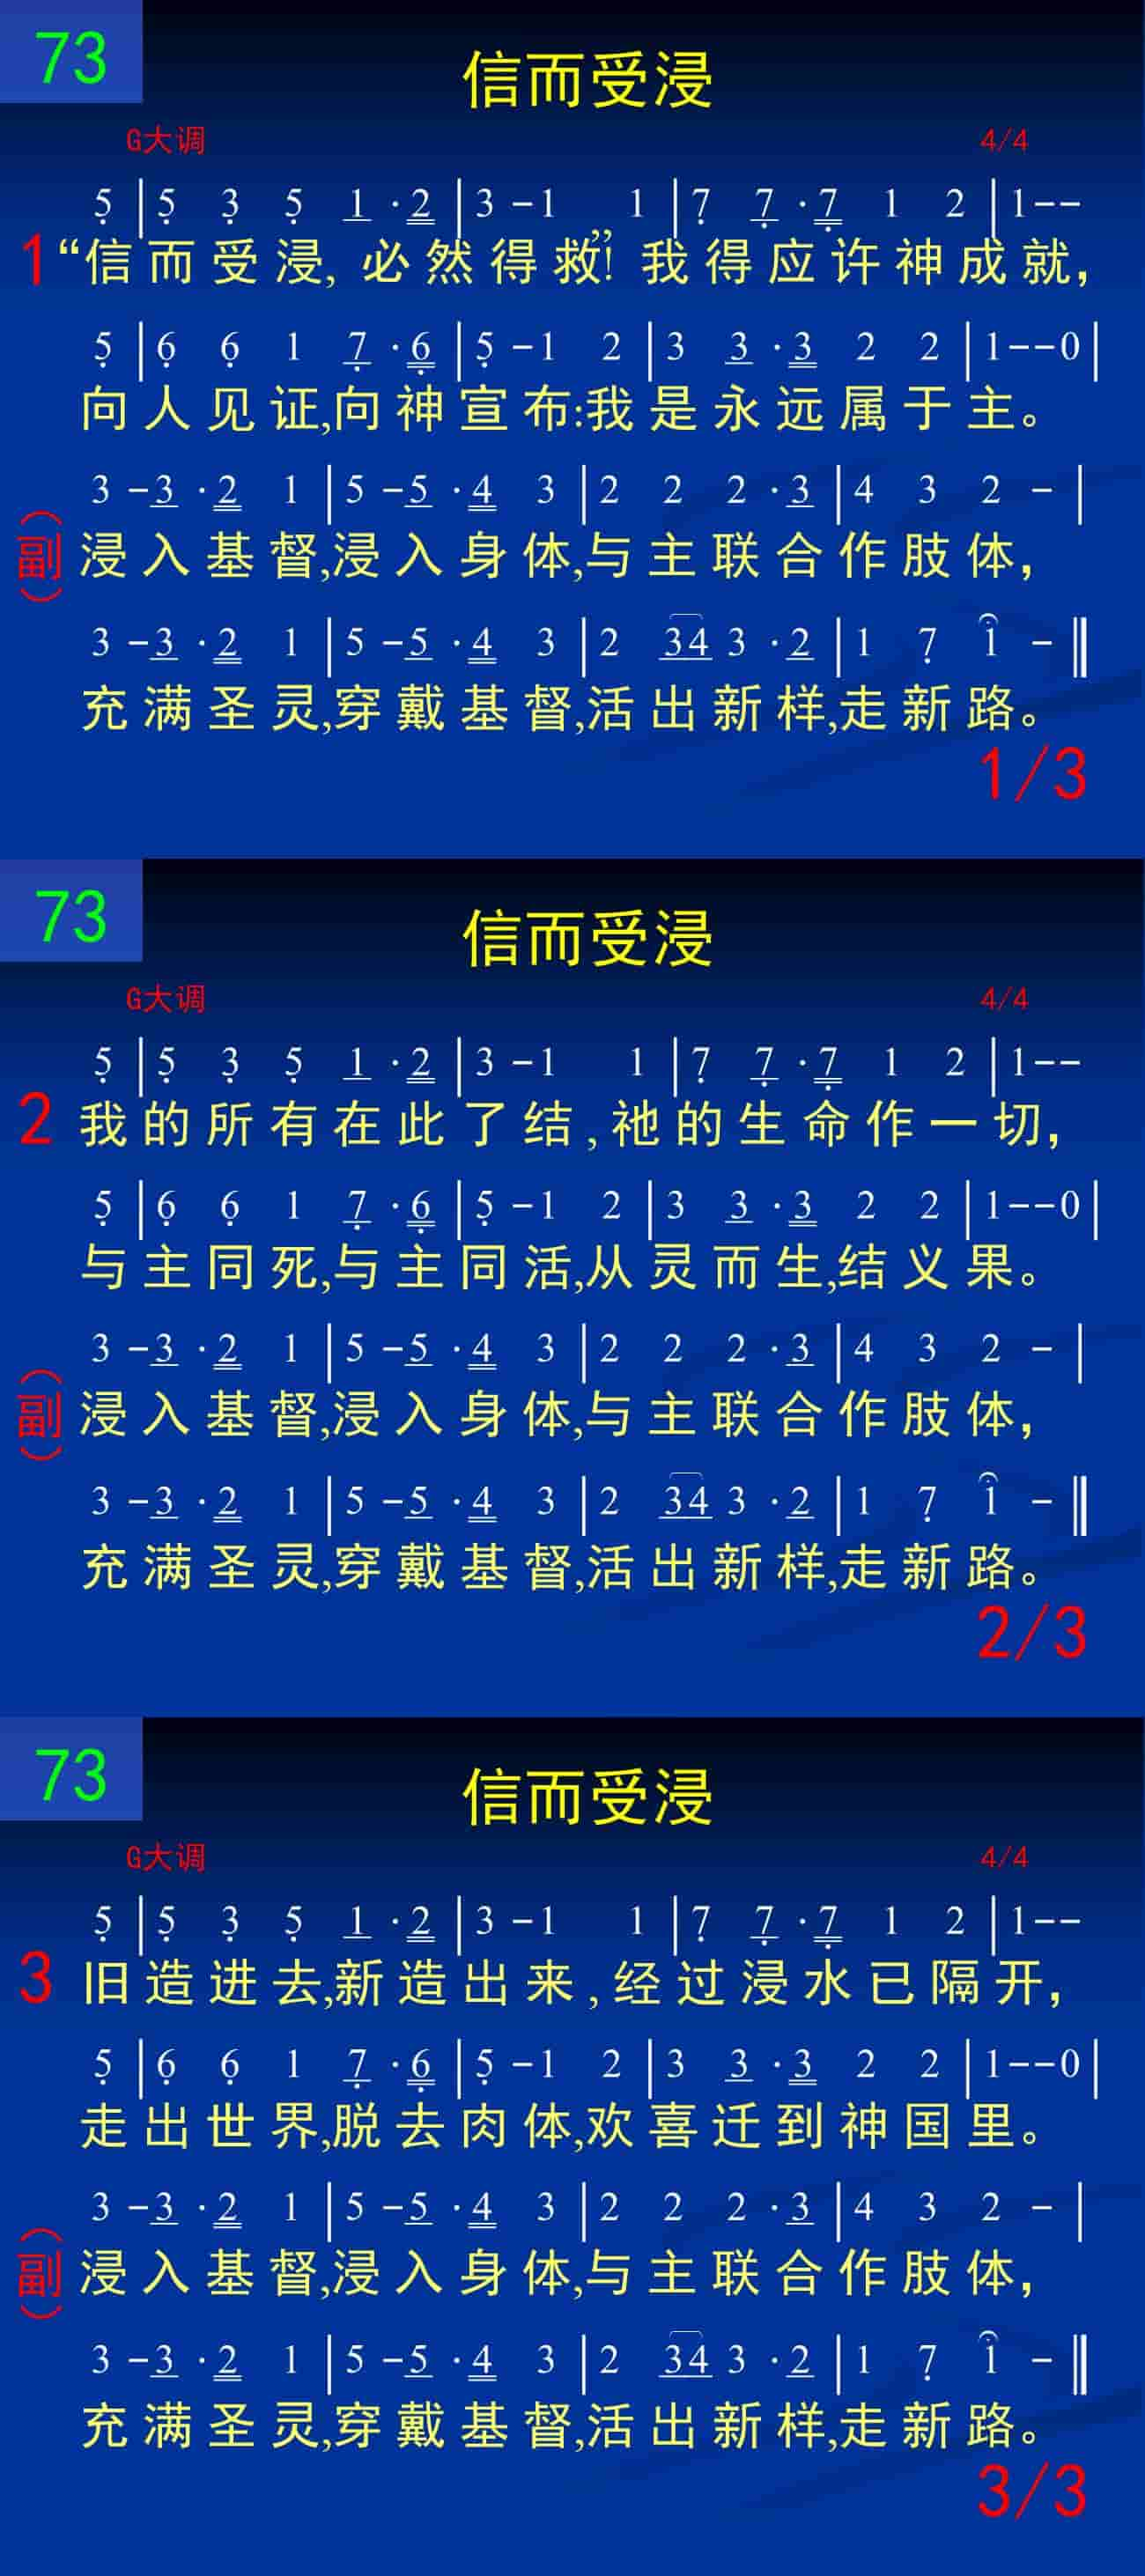 73
信而受浸
G大调 4/4
5 | 5 3 5 1 · 2 | 3 - 1 1 | 7 7 · 7 1 2 | 1 - -
1 “信而受浸, 必然得救!” 我得应许神成就，
5 | 6 6 1 7 · 6 | 5 - 1 2 | 3 3 · 3 2 2 | 1 - - 0 |
向人见证,向神宣布:我是永远属于主。
3 - 3 · 2 1 | 5 - 5 · 4 3 | 2 2 2 · 3 | 4 3 2 - |
（副） 浸入基督,浸入身体,与主联合作肢体，
3 - 3 · 2 1 | 5 - 5 · 4 3 | 2 34 3 · 2 | 1 7 1 - ‖
充满圣灵,穿戴基督,活出新样,走新路。
1/3
73
信而受浸
G大调 4/4
5 | 5 3 5 1 · 2 | 3 - 1 1 | 7 7 · 7 1 2 | 1 - -
2 我的所有在此了结, 祂的生命作一切，
5 | 6 6 1 7 · 6 | 5 - 1 2 | 3 3 · 3 2 2 | 1 - - 0 |
与主同死,与主同活,从灵而生,结义果。
3 - 3 · 2 1 | 5 - 5 · 4 3 | 2 2 2 · 3 | 4 3 2 - |
（副） 浸入基督,浸入身体,与主联合作肢体，
3 - 3 · 2 1 | 5 - 5 · 4 3 | 2 34 3 · 2 | 1 7 1 - ‖
充满圣灵,穿戴基督,活出新样,走新路。
2/3
73
信而受浸
G大调 4/4
5 | 5 3 5 1 · 2 | 3 - 1 1 | 7 7 · 7 1 2 | 1 - -
3 旧造进去,新造出来, 经过浸水已隔开，
5 | 6 6 1 7 · 6 | 5 - 1 2 | 3 3 · 3 2 2 | 1 - - 0 |
走出世界,脱去肉体,欢喜迁到神国里。
3 - 3 · 2 1 | 5 - 5 · 4 3 | 2 2 2 · 3 | 4 3 2 - |
（副） 浸入基督,浸入身体,与主联合作肢体，
3 - 3 · 2 1 | 5 - 5 · 4 3 | 2 34 3 · 2 | 1 7 1 - ‖
充满圣灵,穿戴基督,活出新样,走新路。
3/3